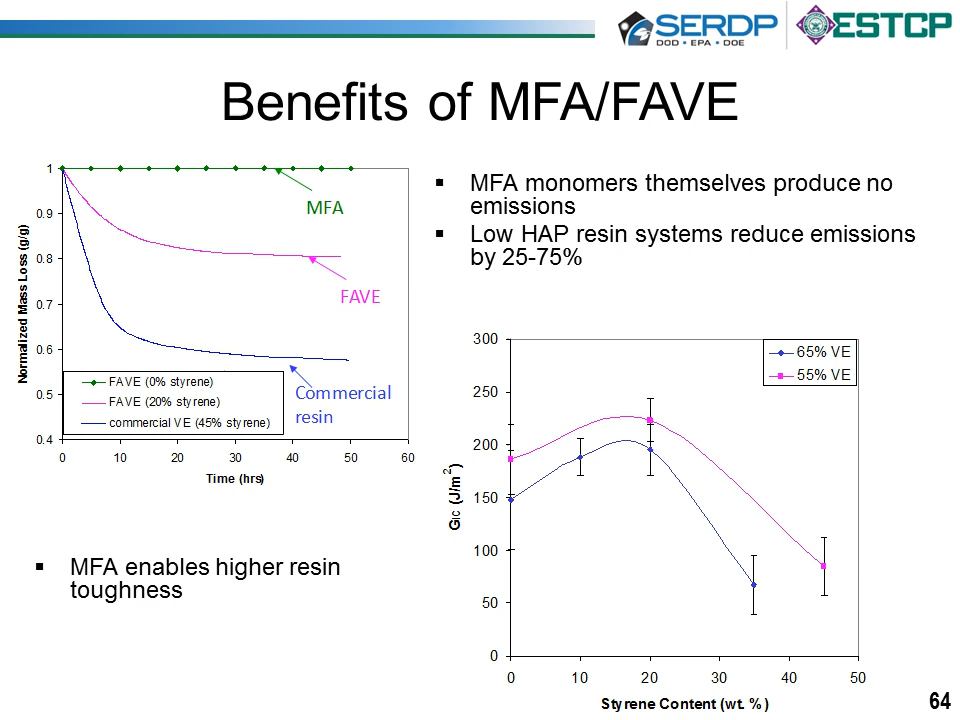 SERDP
DOD • EPA • DOE
ESTCP
Benefits of MFA/FAVE
1
0.9
0.8
0.7
0.6
0.5
0.4
0 10 20 30 40 50 60
Normalized Mass Loss (g/g)
Time (hrs)
MFA
FAVE
Commercial
resin
FAVE (0% styrene)
FAVE (20% styrene)
commercial VE (45% styrene)
▪ MFA monomers themselves produce no
emissions
▪ Low HAP resin systems reduce emissions
by 25-75%
300
250
200
150
100
50
0
0 10 20 30 40 50
GIC (J/m2)
Styrene Content (wt. %)
65% VE
55% VE
▪ MFA enables higher resin
toughness
64